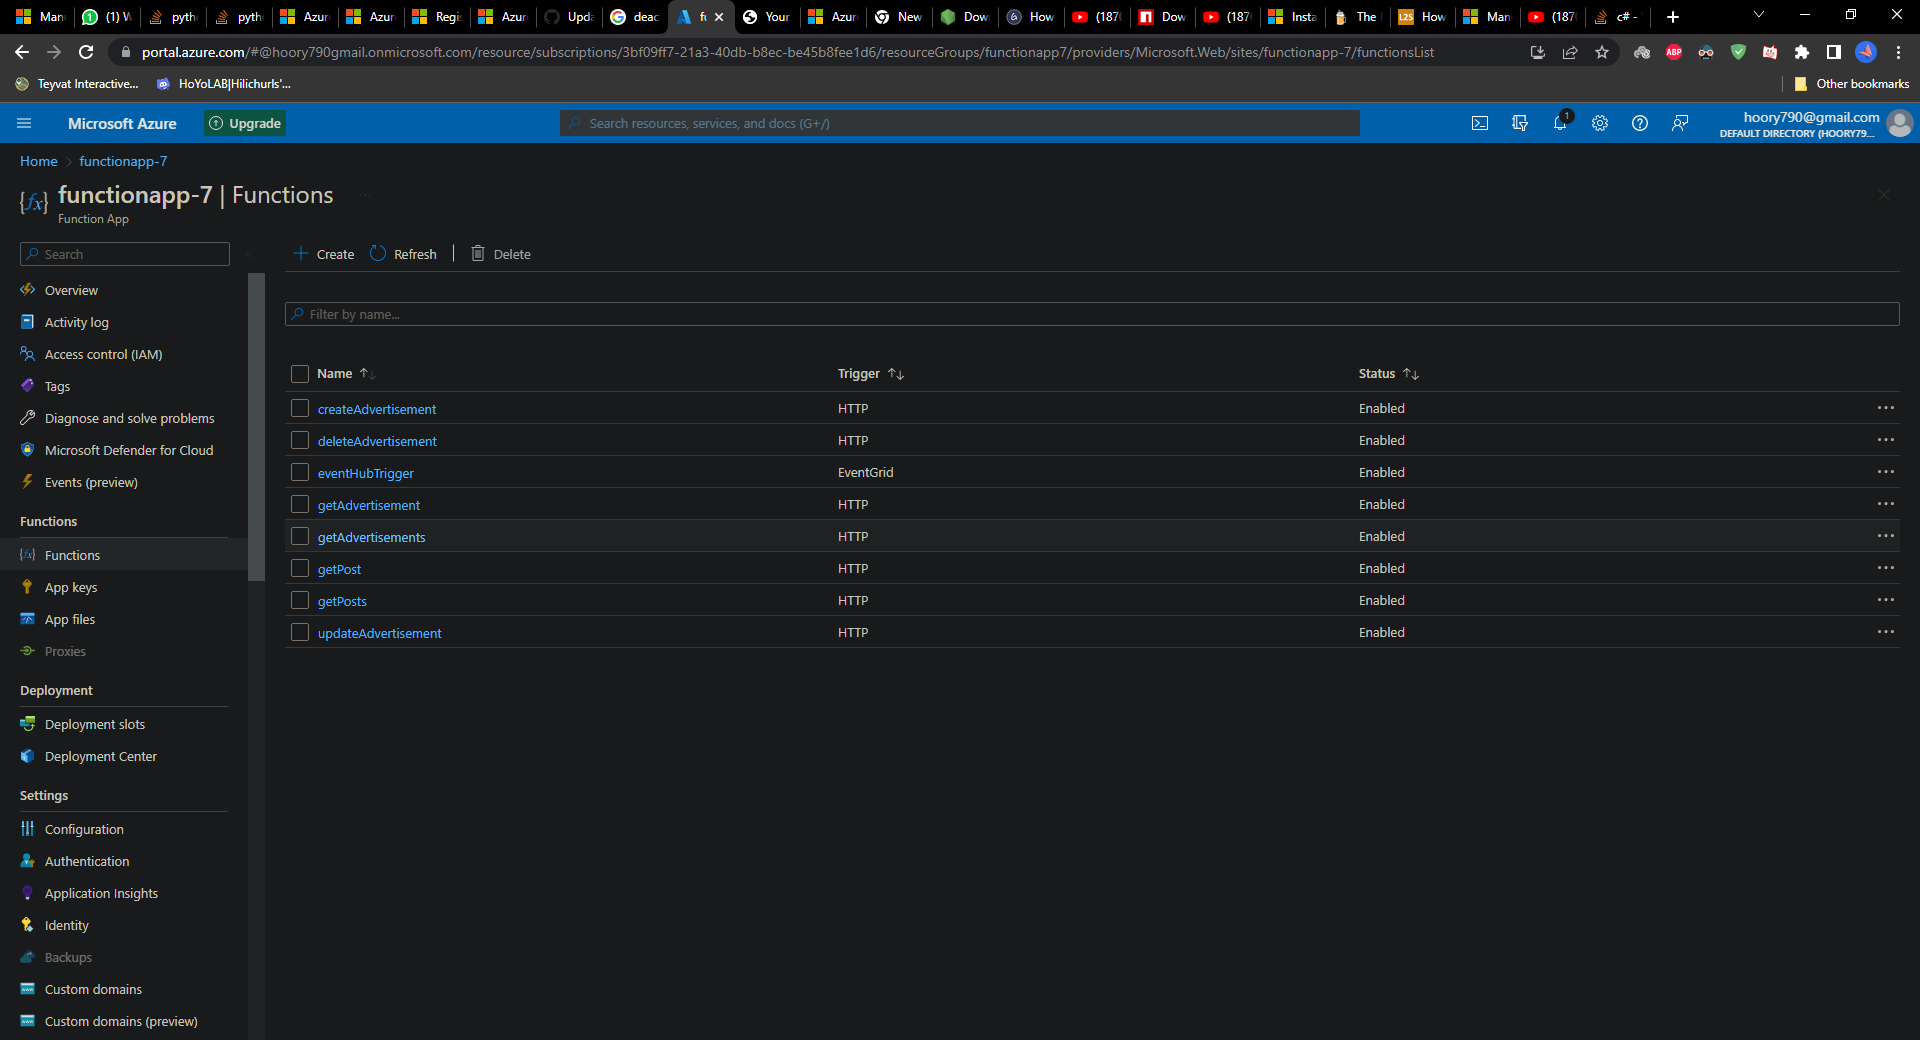 Manu
(1) W
pyth
pyth
Azur
Azur
Regis
Azur
Upda
deac
Your
Azur
New
Dow
How
(187
Dow
(187
Insta
The
How
Man
(187
c# -
portal.azure.com/#@hoory790gmail.onmicrosoft.com/resource/subscriptions/3bf09ff7-21a3-40db-b8ec-be45b8fee1d6/resourceGroups/functionapp7/providers/Microsoft.Web/sites/functionapp-7/functionsList
ABP
Teyvat Interactive...
HoYoLAB|Hilichurls'...
Other bookmarks
Microsoft Azure
Upgrade
Search resources, services, and docs (G+/)
1
hoory790@gmail.com
DEFAULT DIRECTORY (HOORY79...
Home > functionapp-7
functionapp-7 | Functions ...
Function App
Search
Create
Refresh
Delete
Filter by name...
Overview
Activity log
Access control (IAM)
Tags
Diagnose and solve problems
Microsoft Defender for Cloud
Events (preview)
Functions
Functions
App keys
App files
Proxies
Deployment
Deployment slots
Deployment Center
Settings
Configuration
Authentication
Application Insights
Identity
Backups
Custom domains
Custom domains (preview)
Name Trigger Status
createAdvertisement HTTP Enabled
deleteAdvertisement HTTP Enabled
eventHubTrigger EventGrid Enabled
getAdvertisement HTTP Enabled
getAdvertisements HTTP Enabled
getPost HTTP Enabled
getPosts HTTP Enabled
updateAdvertisement HTTP Enabled